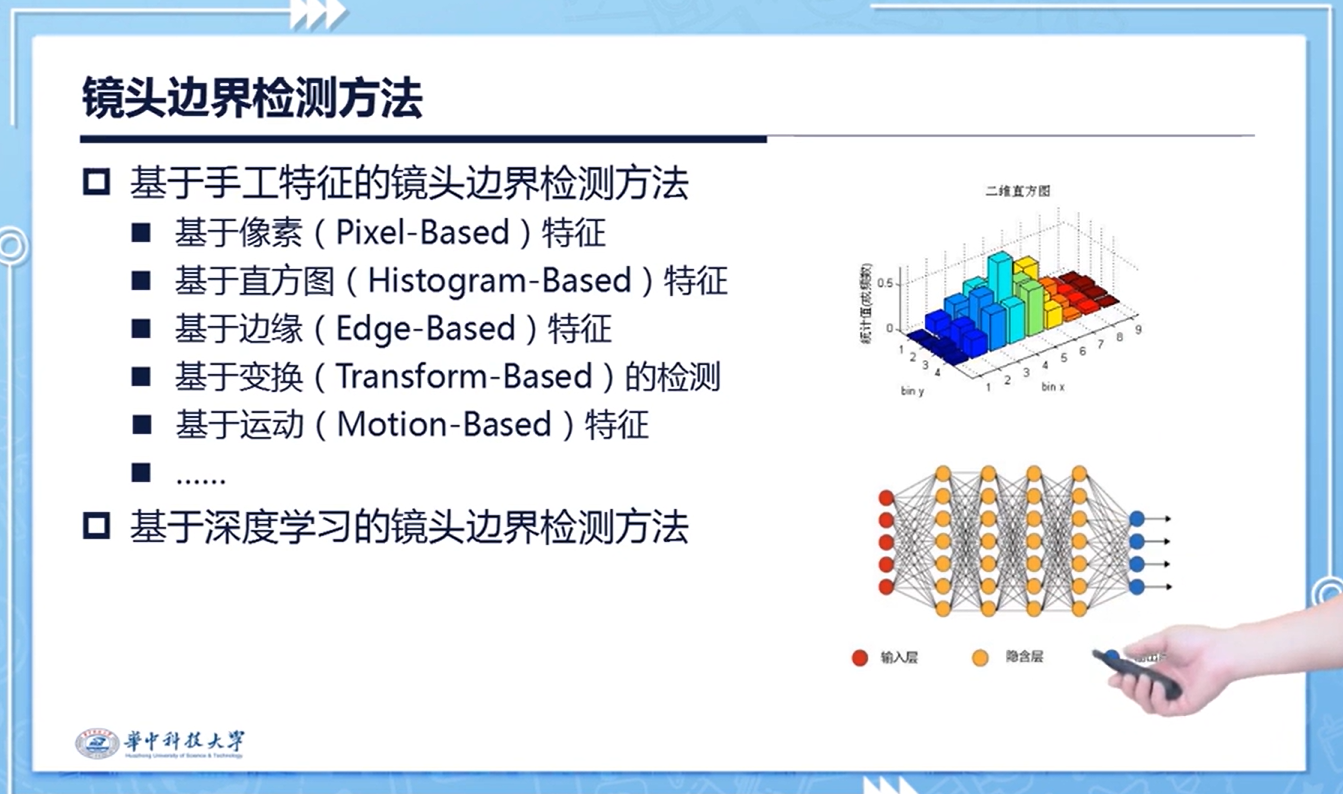 镜头边界检测方法
基于手工特征的镜头边界检测方法
基于像素（Pixel-Based）特征
基于直方图（Histogram-Based）特征
基于边缘（Edge-Based）特征
基于变换（Transform-Based）的检测
基于运动（Motion-Based）特征
......
基于深度学习的镜头边界检测方法
二维直方图
统计值(或频数)
0.5
0
1 2 3 4
bin y
1 2 3 4 5 6 7 8 9
bin x
输入层
隐含层
華中科技大學
Huazhong University of Science & Technology